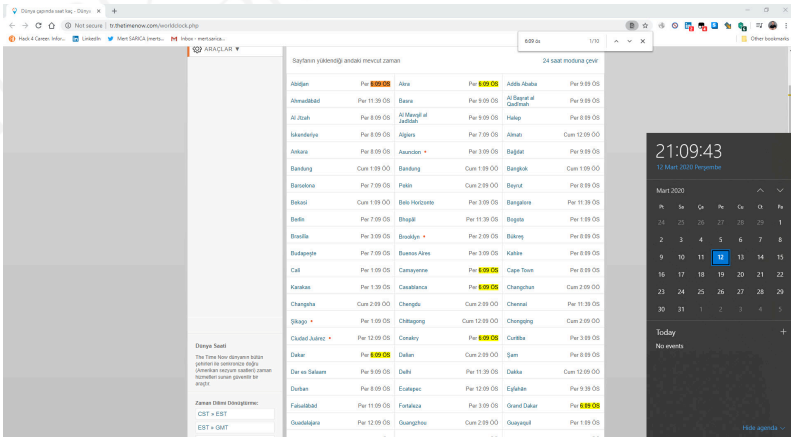 Dünya çapında saat kaç - Dünya
Not secure | tr.thetimenow.com/worldclock.php
Hack 4 Career, Infor... LinkedIn Mert SARICA (merts... Inbox - mert.sarica... Other bookmarks
6:09 ös 1/10
ARAÇLAR ▼
Sayfanın yüklendiği andaki mevcut zaman 24 saat moduna çevir
Abidjan Per 6:09 ÖS Akra Per 6:09 ÖS Addis Ababa Per 9:09 ÖS
Ahmadābād Per 11:39 ÖS Basra Per 9:09 ÖS Al Başrat al Qadīmah Per 9:09 ÖS
Al Jīzah Per 8:09 ÖS Al Mawşil al Jadīdah Per 9:09 ÖS Halep Per 8:09 ÖS
İskenderiye Per 8:09 ÖS Algiers Per 7:09 ÖS Almatı Cum 12:09 ÖÖ
Ankara Per 8:09 ÖS Asuncion * Per 3:09 ÖS Bağdat Per 9:09 ÖS
Bandung Cum 1:09 ÖÖ Bandung Cum 1:09 ÖÖ Bangkok Cum 1:09 ÖÖ
Barselona Per 7:09 ÖS Pekin Cum 2:09 ÖÖ Beyrut Per 8:09 ÖS
Bekasi Cum 1:09 ÖÖ Belo Horizonte Per 3:09 ÖS Bangalore Per 11:39 ÖS
Berlin Per 7:09 ÖS Bhopāl Per 11:39 ÖS Bogota Per 1:09 ÖS
Brasília Per 3:09 ÖS Brooklyn * Per 2:09 ÖS Bükreş Per 8:09 ÖS
Budapeşte Per 7:09 ÖS Buenos Aires Per 3:09 ÖS Kahire Per 8:09 ÖS
Cali Per 1:09 ÖS Camayenne Per 6:09 ÖS Cape Town Per 8:09 ÖS
Karakas Per 1:39 ÖS Casablanca Per 6:09 ÖS Changchun Cum 2:09 ÖÖ
Changsha Cum 2:09 ÖÖ Chengdu Cum 2:09 ÖÖ Chennai Per 11:39 ÖS
Şikago * Per 1:09 ÖS Chittagong Cum 12:09 ÖÖ Chongqing Cum 2:09 ÖÖ
Ciudad Juárez * Per 12:09 ÖS Conakry Per 6:09 ÖS Curitiba Per 3:09 ÖS
Dakar Per 6:09 ÖS Dalian Cum 2:09 ÖÖ Şam Per 8:09 ÖS
Dar es Salaam Per 9:09 ÖS Delhi Per 11:39 ÖS Dakka Cum 12:09 ÖÖ
Durban Per 8:09 ÖS Ecatepec Per 12:09 ÖS Eşfahān Per 9:39 ÖS
Faisalābād Per 11:09 ÖS Fortaleza Per 3:09 ÖS Grand Dakar Per 6:09 ÖS
Guadalajara Per 12:09 ÖS Guangzhou Cum 2:09 ÖÖ Guayaquil Per 1:09 ÖS
Dünya Saati
The Time Now dünyanın bütün
şehirleri ile senkronize doğru
(Amerikan sezyum saatleri) zaman
hizmetleri sunan güvenilir bir
araçtır.
Zaman Dilimi Dönüştürme:
CST » EST
EST » GMT
21:09:43
12 Mart 2020 Perşembe
Mart 2020
Pt Sa Ça Pe Cu Ct Pa
24 25 26 27 28 29 1
2 3 4 5 6 7 8
9 10 11 12 13 14 15
16 17 18 19 20 21 22
23 24 25 26 27 28 29
30 31 1 2 3 4 5
Today
No events
Hide agenda